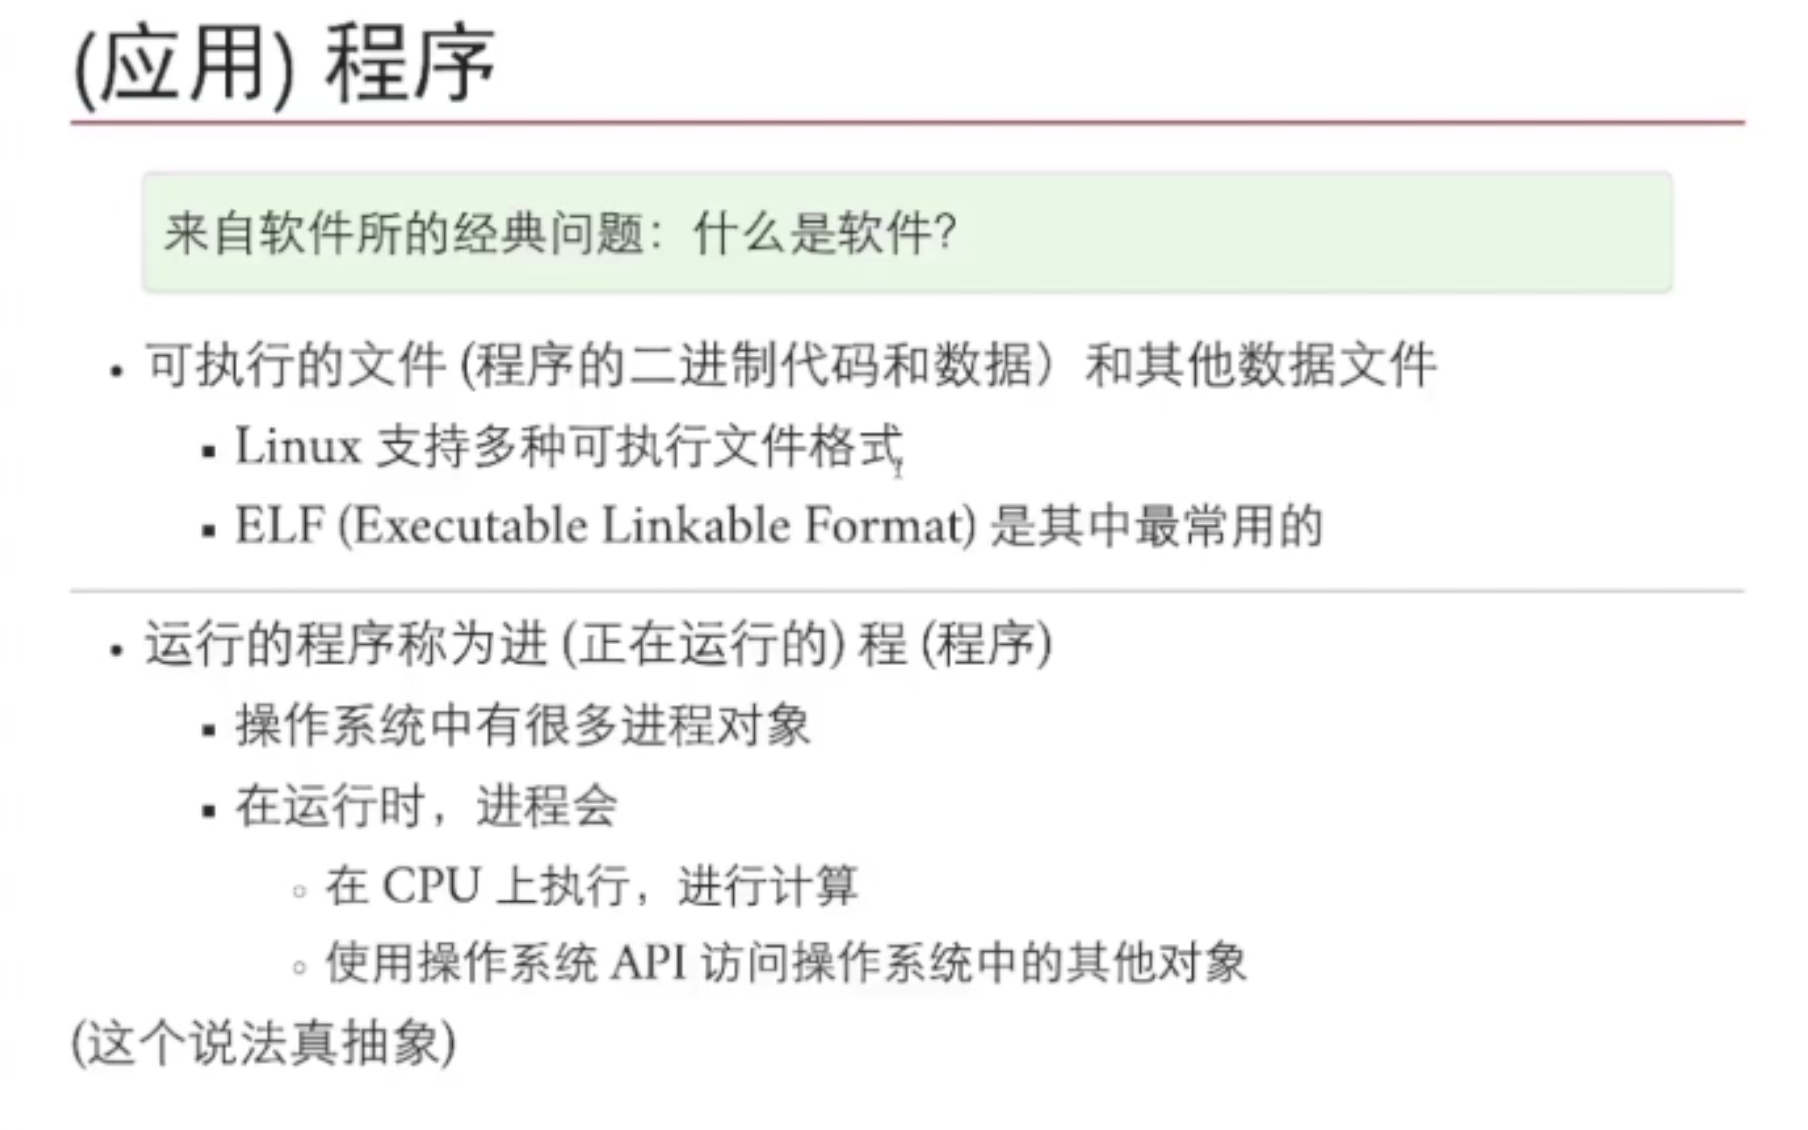 (应用) 程序
来自软件所的经典问题：什么是软件?
• 可执行的文件 (程序的二进制代码和数据）和其他数据文件
▪ Linux 支持多种可执行文件格式
▪ ELF (Executable Linkable Format) 是其中最常用的
• 运行的程序称为进 (正在运行的) 程 (程序)
▪ 操作系统中有很多进程对象
▪ 在运行时，进程会
◦ 在 CPU 上执行，进行计算
◦ 使用操作系统 API 访问操作系统中的其他对象
(这个说法真抽象)